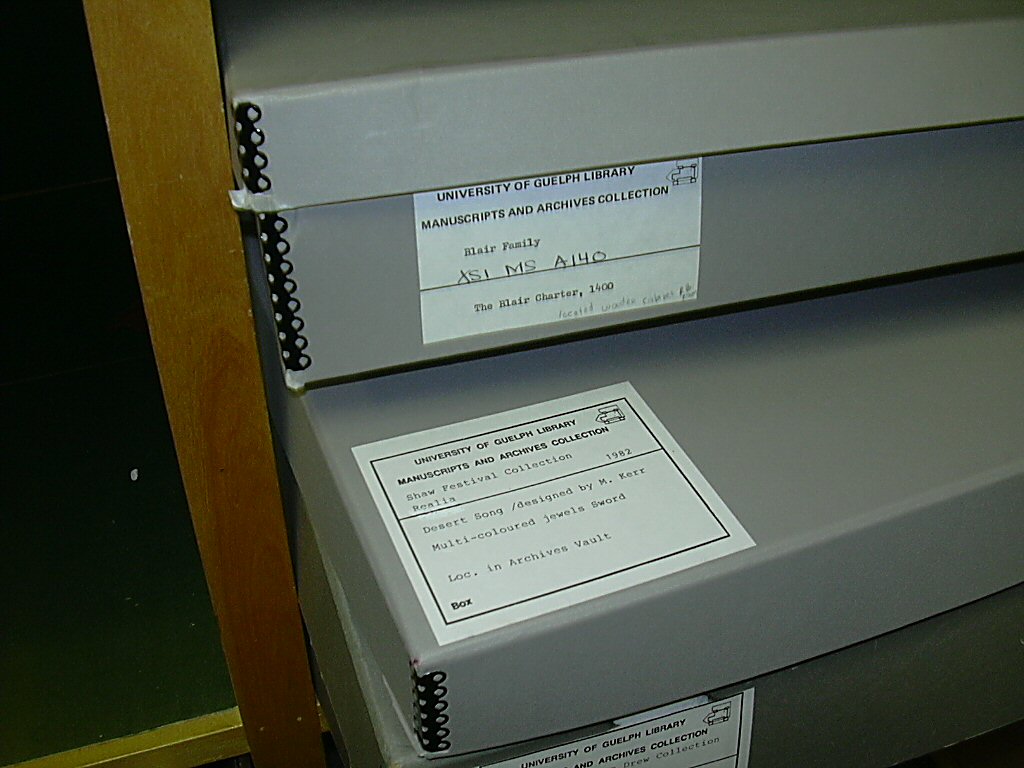 UNIVERSITY OF GUELPH LIBRARY
MANUSCRIPTS AND ARCHIVES COLLECTION
Blair Family
XS1 MS A140
The Blair Charter, 1400
located wooden
UNIVERSITY OF GUELPH LIBRARY
MANUSCRIPTS AND ARCHIVES COLLECTION
Shaw Festival Collection 1982
Realia
Desert Song /designed by M. Kerr
Multi-coloured jewels Sword
Loc. in Archives Vault
Box
UNIVERSITY OF GUELPH LIBRARY
MANUSCRIPTS AND ARCHIVES COLLECTION
Drew Collection